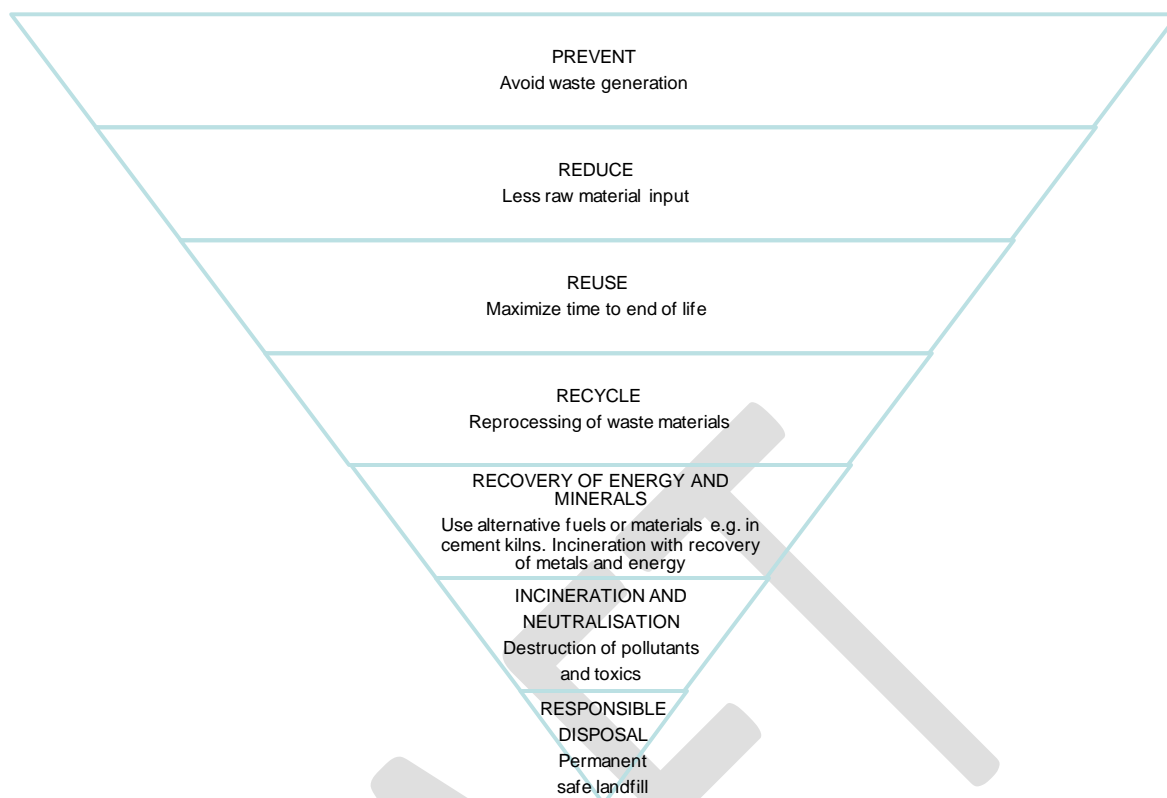 PREVENT
Avoid waste generation
REDUCE
Less raw material input
REUSE
Maximize time to end of life
RECYCLE
Reprocessing of waste materials
RECOVERY OF ENERGY AND
MINERALS
Use alternative fuels or materials e.g. in
cement kilns. Incineration with recovery
of metals and energy
INCINERATION AND
NEUTRALISATION
Destruction of pollutants
and toxics
RESPONSIBLE
DISPOSAL
Permanent
safe landfill